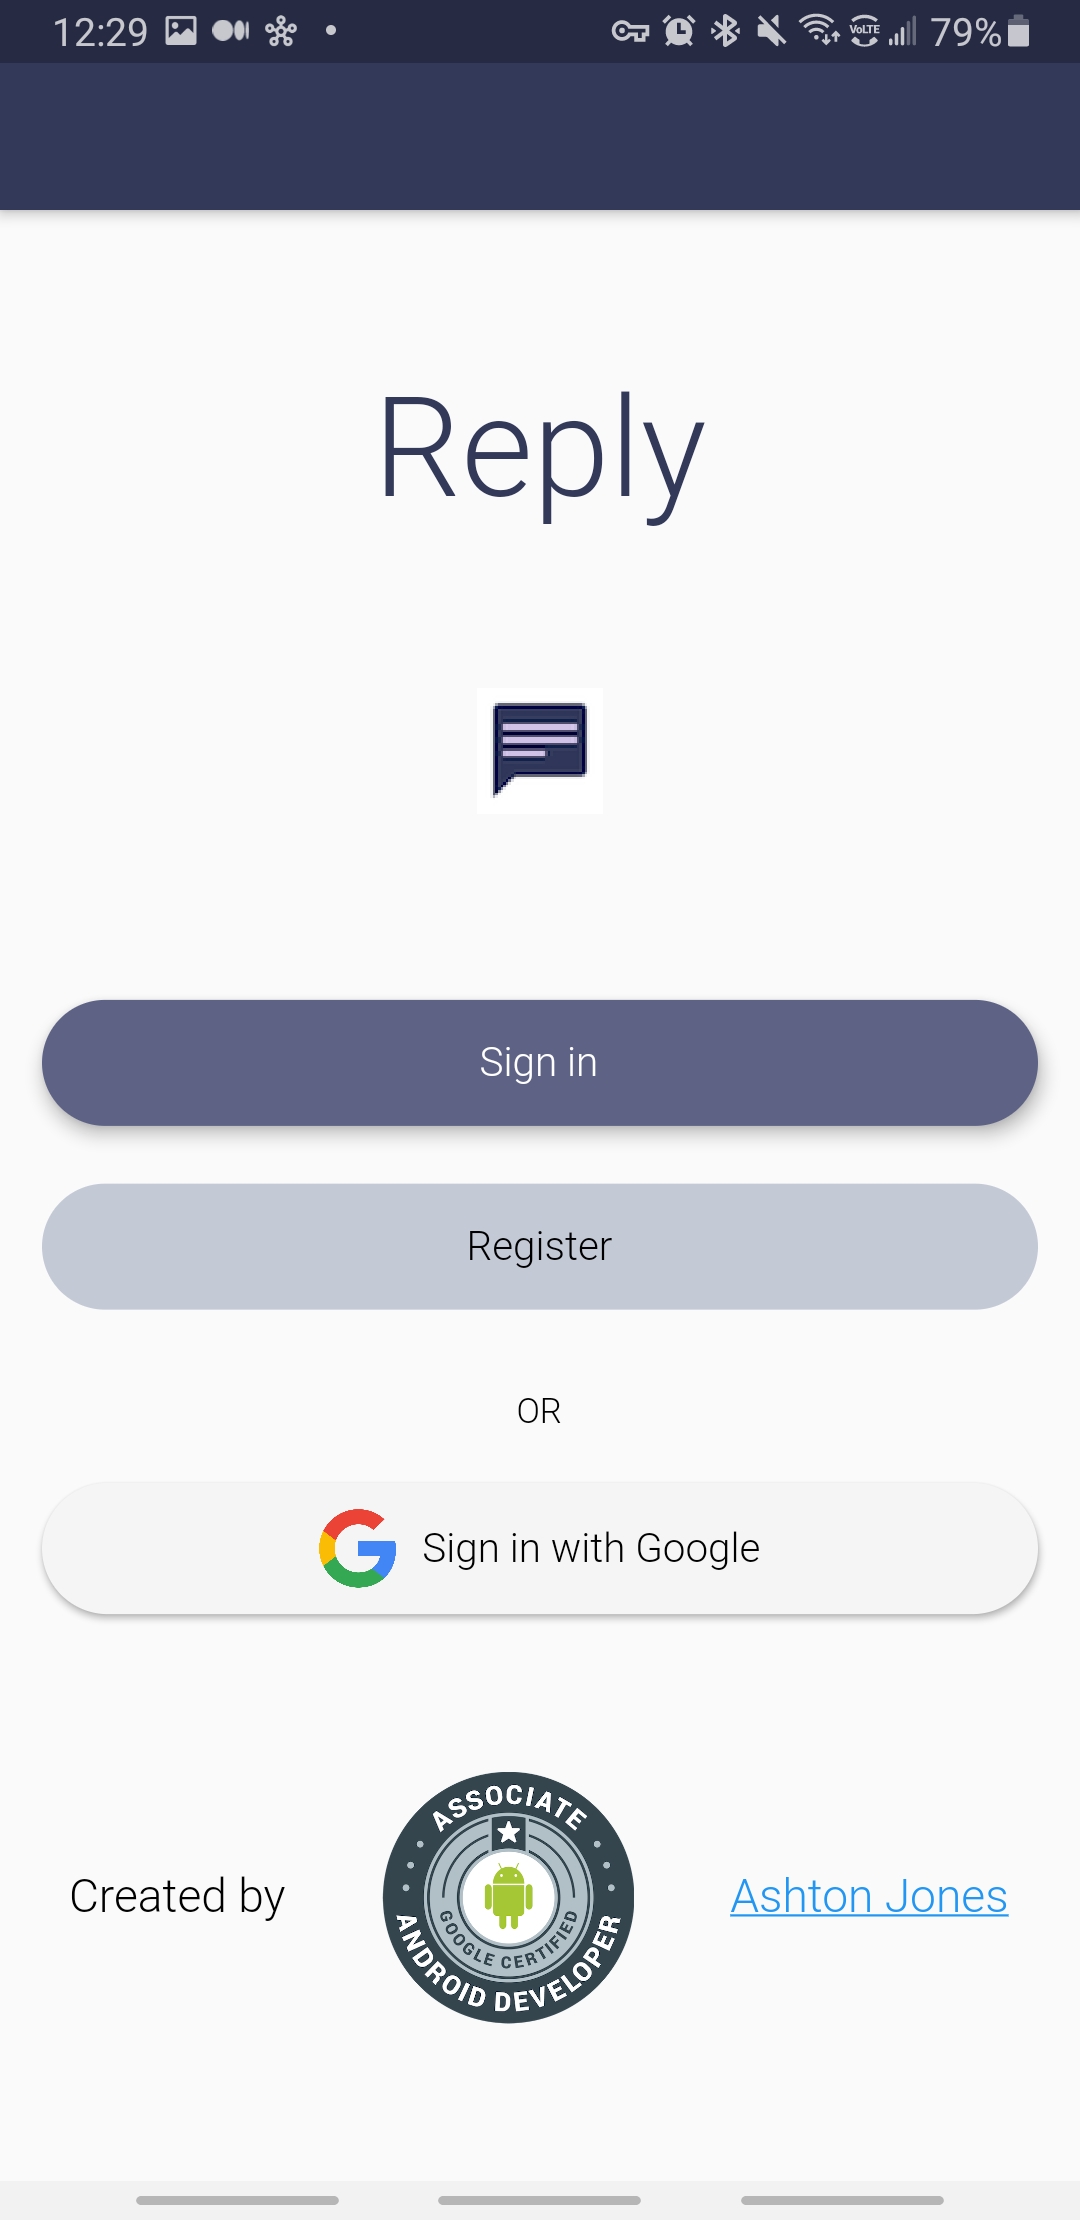 12:29
VoLTE
79%
Reply
Sign in
Register
OR
Sign in with Google
Created by
ASSOCIATE
GOOGLE CERTIFIED
ANDROID DEVELOPER
Ashton Jones